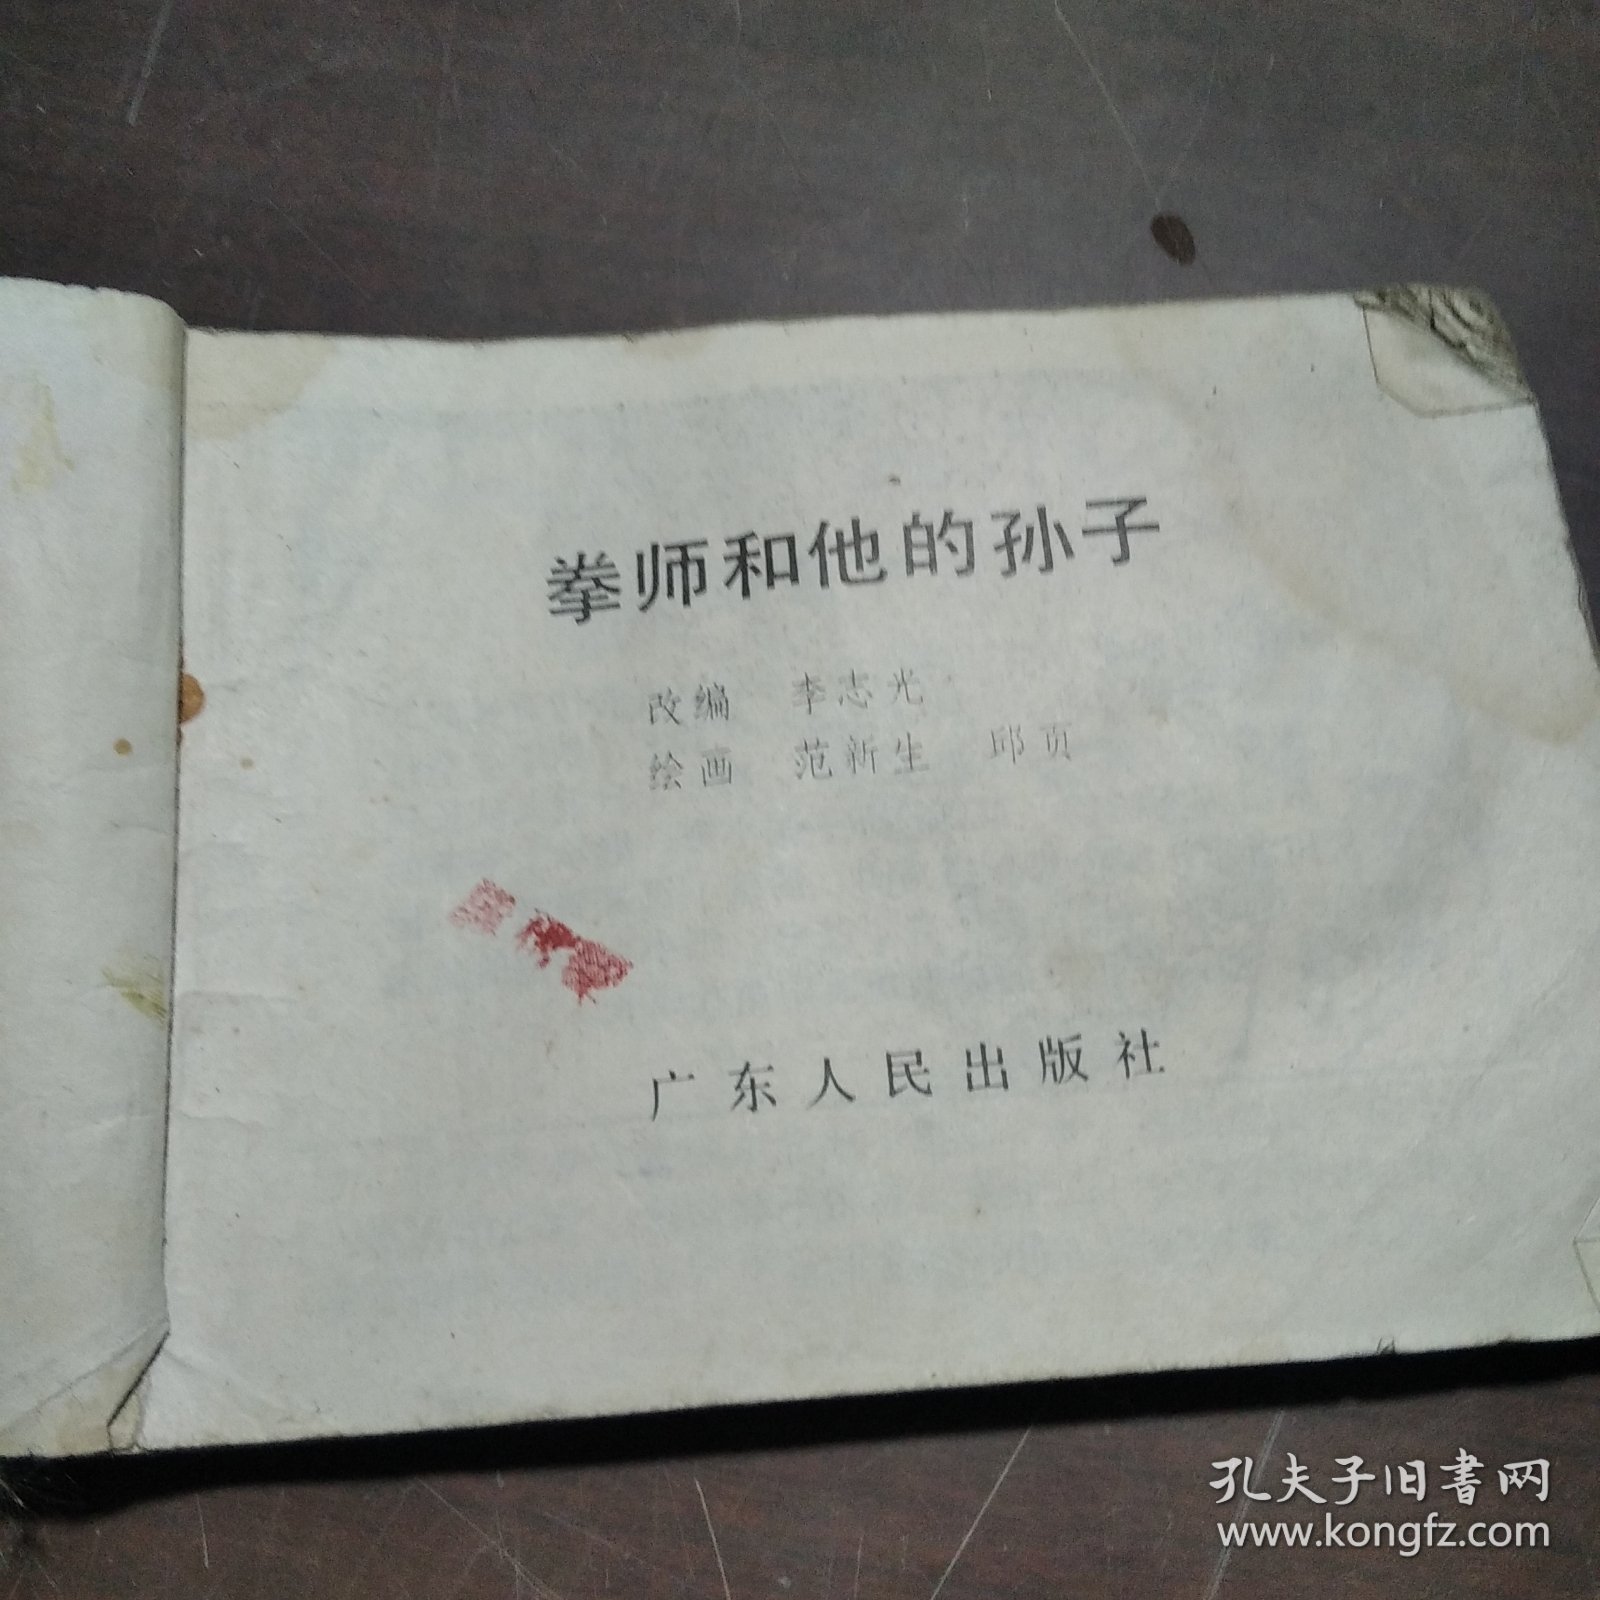 拳师和他的孙子
改编 李志光
绘画 范新生 邱页
广东人民出版社
孔夫子旧书网
www.kongfz.com